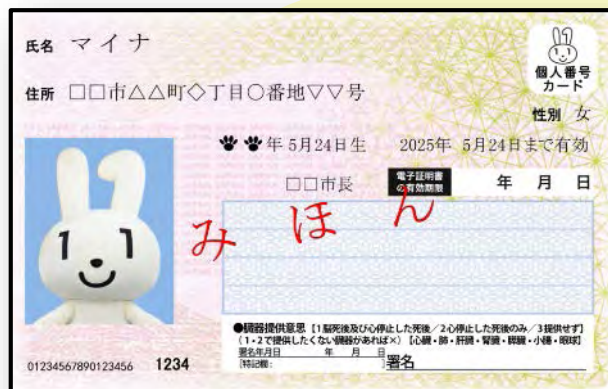 氏名 マイナ
個人番号
カード
住所 □□市△△町◇丁目○番地▽▽号
性別 女
年 5月24日生 2025年 5月24日まで有効
□□市長 電子証明書
の有効期限 年 月 日
みほん
1 1
●臓器提供意思【1脳死後及び心停止した死後/2心停止した死後のみ/3提供せず】
(1・2で提供したくない臓器があれば×)【心臓・肺・肝臓・腎臓・膵臓・小腸・眼球】
署名年月日 年 月 日
[特記欄: ] 署名
01234567890123456 1234